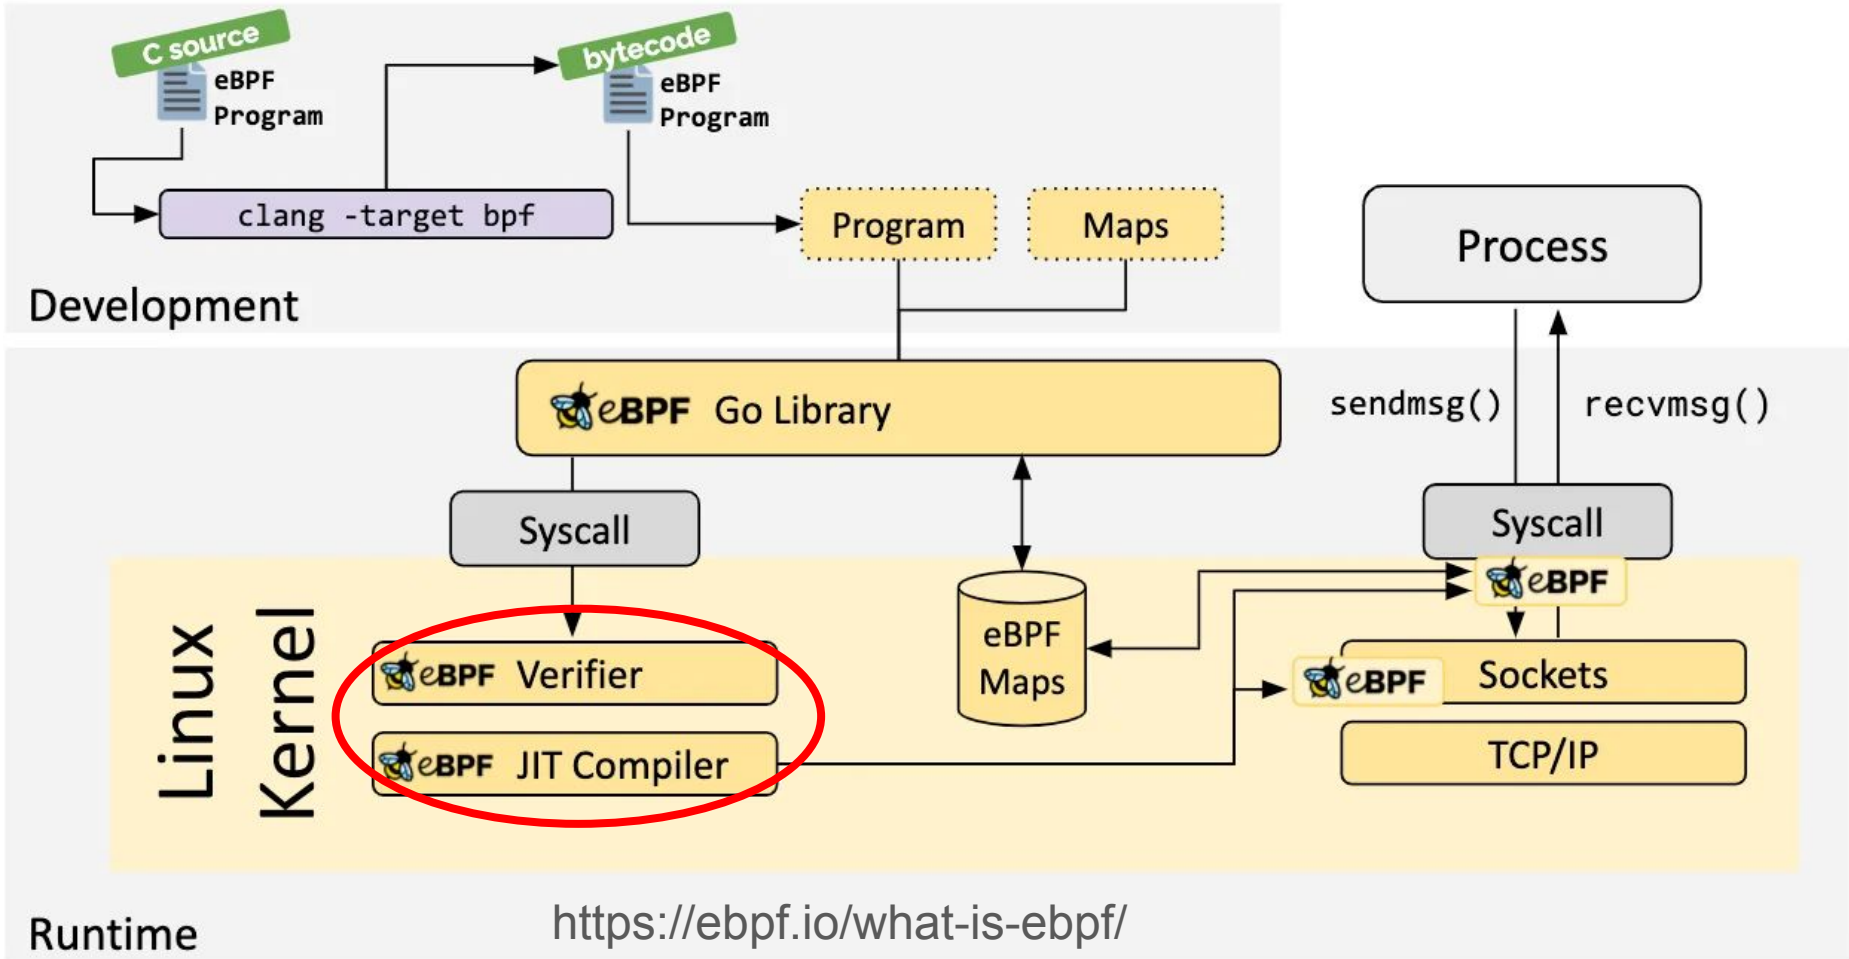 C source
eBPF
Program
bytecode
eBPF
Program
clang -target bpf
Program
Maps
Development
Process
eBPF Go Library
sendmsg()
recvmsg()
Syscall
Syscall
Linux
Kernel
eBPF Verifier
eBPF JIT Compiler
eBPF
Maps
eBPF
eBPF
Sockets
TCP/IP
Runtime
https://ebpf.io/what-is-ebpf/